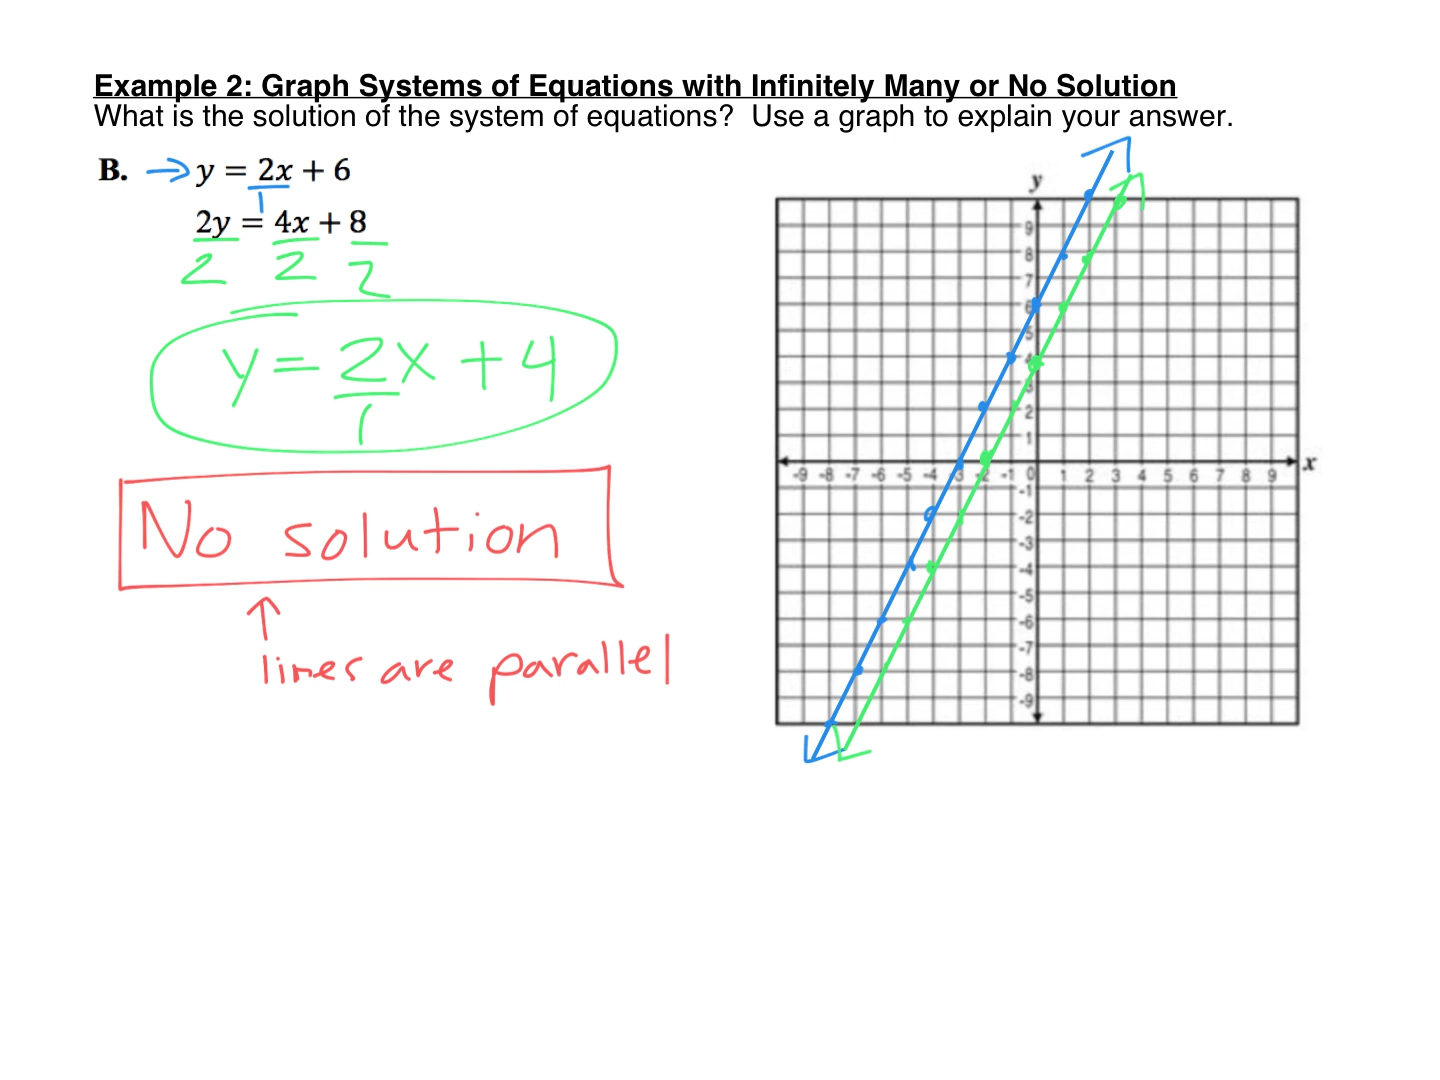 Example 2: Graph Systems of Equations with Infinitely Many or No Solution
What is the solution of the system of equations?  Use a graph to explain your answer.
B. → y = 2x + 6
1
2y = 4x + 8
2 2 2
y = 2x + 4
1
No solution
↑
lines are parallel
y
9
8
7
6
5
4
3
2
1
-9 -8 -7 -6 -5 -4 -3 -2 -1 0 1 2 3 4 5 6 7 8 9 x
-1
-2
-3
-4
-5
-6
-7
-8
-9